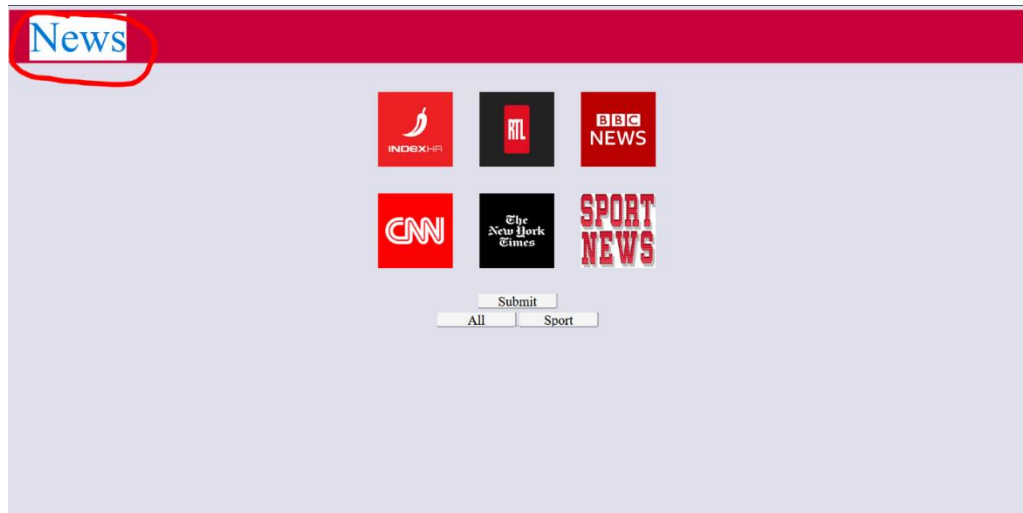 News
INDEXHR
RTL
BBC
NEWS
CNN
The
New York
Times
SPORT
NEWS
Submit
All Sport